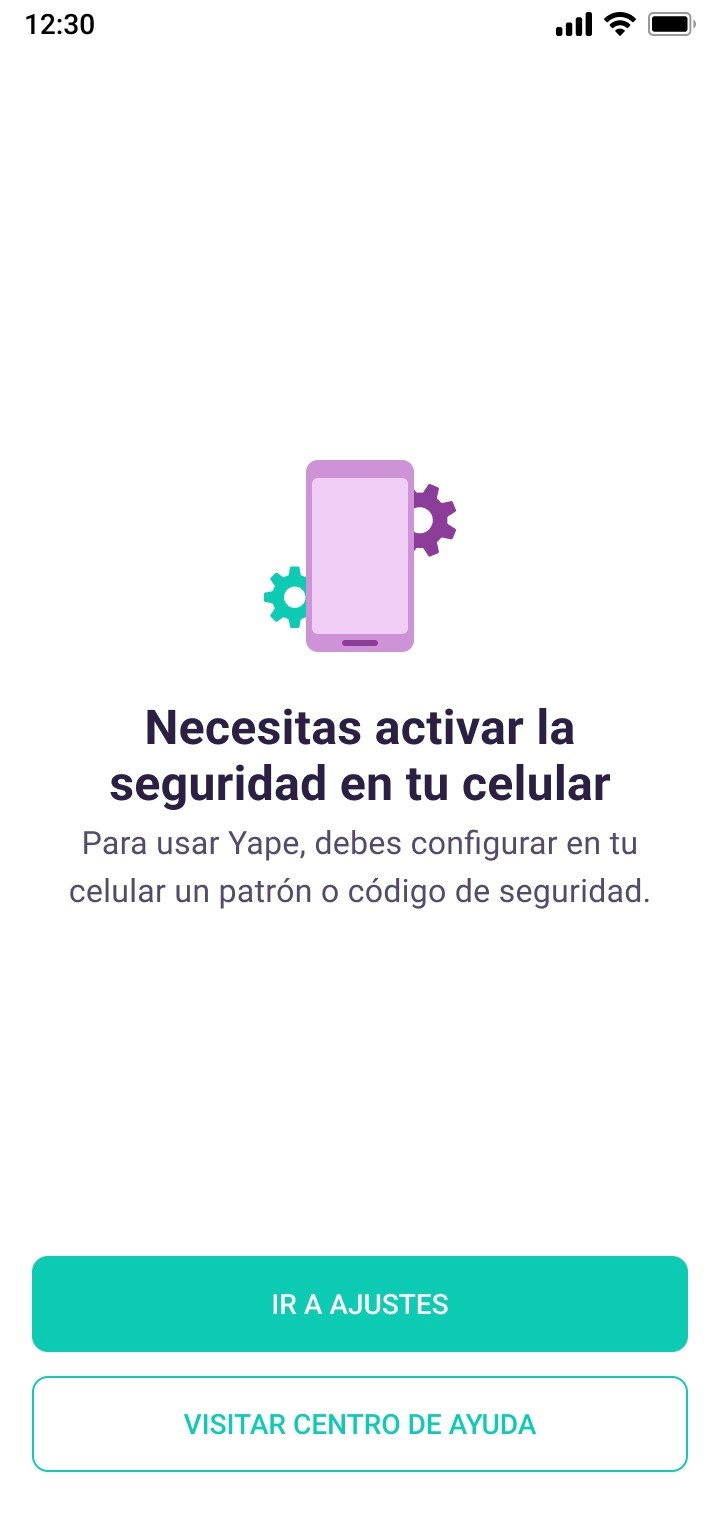 12:30
Necesitas activar la
seguridad en tu celular
Para usar Yape, debes configurar en tu
celular un patrón o código de seguridad.
IR A AJUSTES
VISITAR CENTRO DE AYUDA